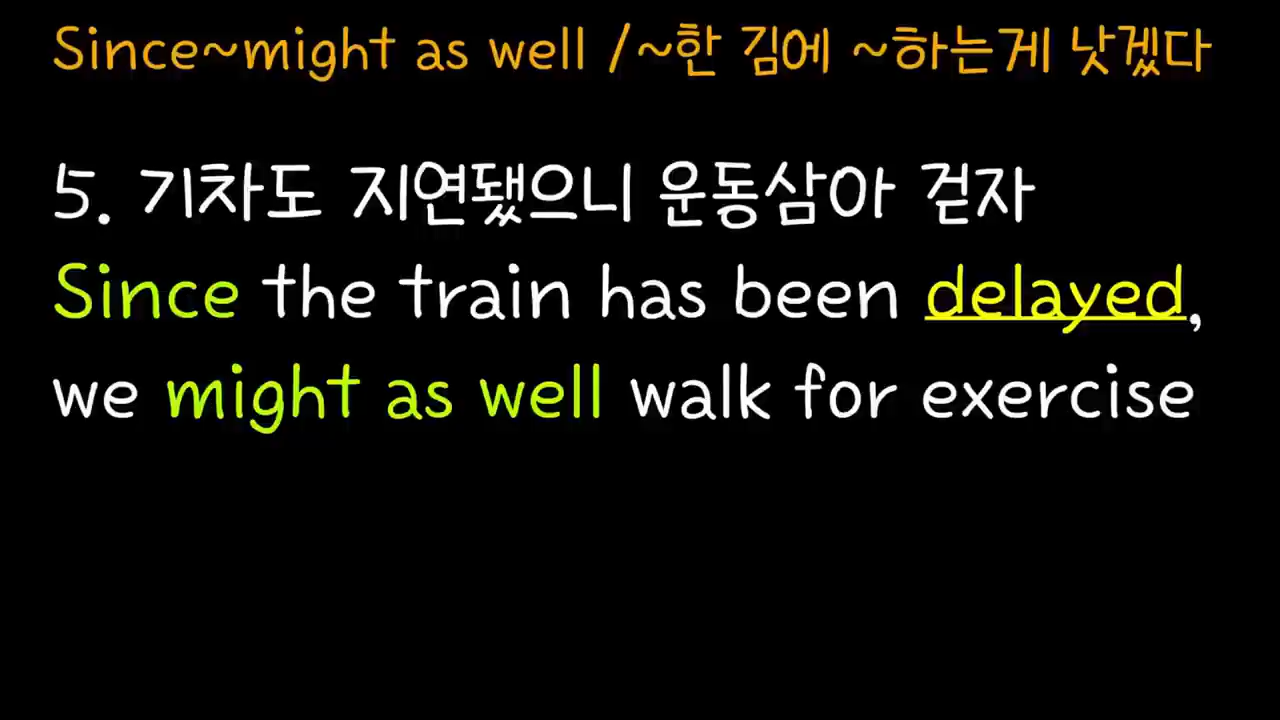 Since~might as well /~한 김에 ~하는게 낫겠다
5. 기차도 지연됐으니 운동삼아 걷자
Since the train has been delayed,
we might as well walk for exercise